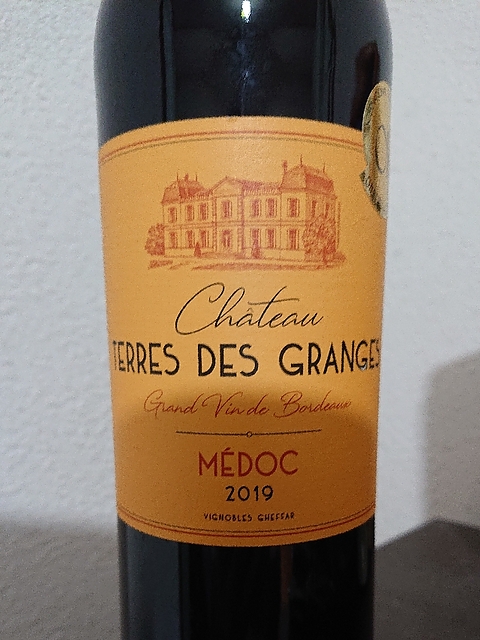 Château
TERRES DES GRANGES
Grand Vin de Bordeaux
MÉDOC
2019
VIGNOBLES GHEFFAR